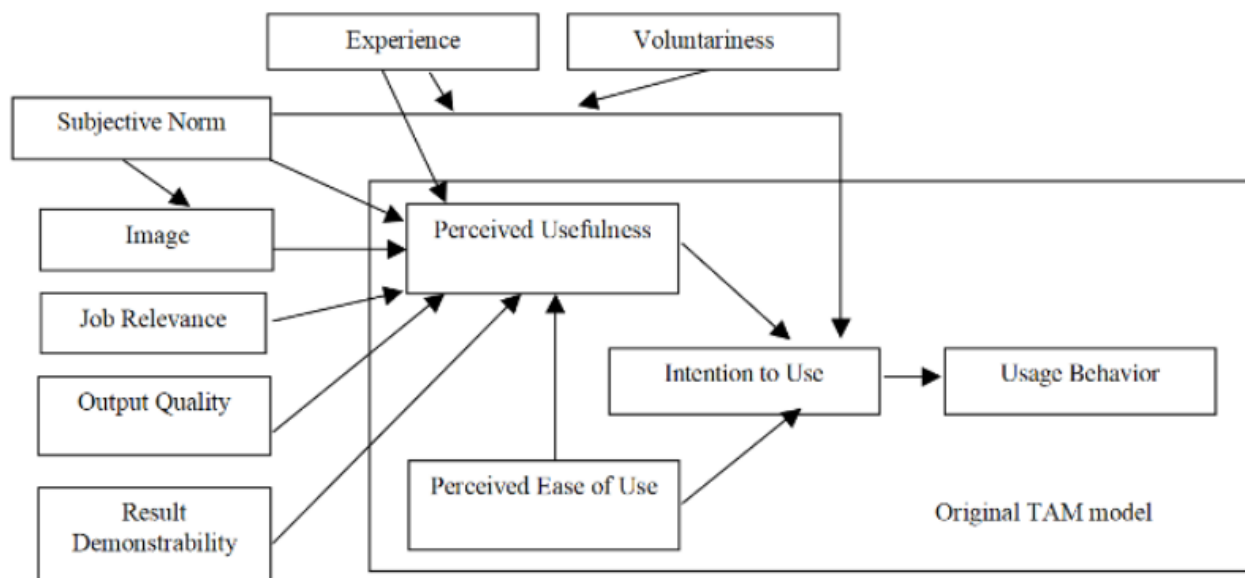 Experience
Voluntariness
Subjective Norm
Image
Perceived Usefulness
Job Relevance
Intention to Use
Usage Behavior
Output Quality
Perceived Ease of Use
Result
Demonstrability
Original TAM model